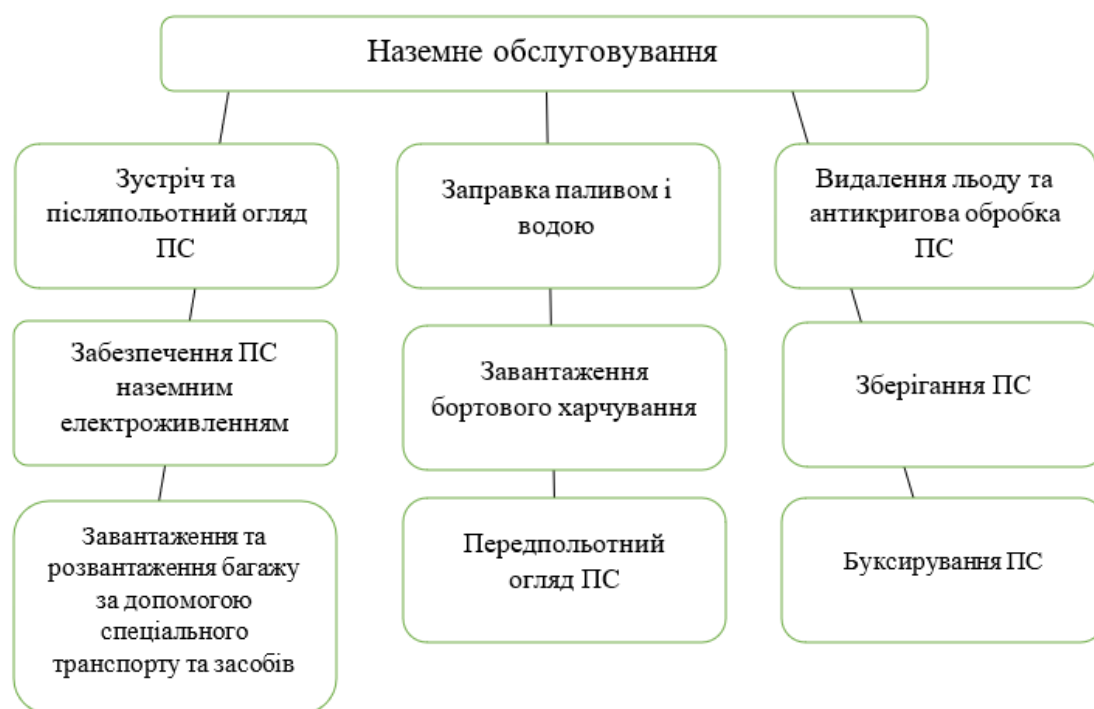 Наземне обслуговування
Зустріч та
післяпольотний огляд
ПС
Заправка паливом і
водою
Видалення льоду та
антикригова обробка
ПС
Забезпечення ПС
наземним
електроживленням
Завантаження
бортового харчування
Зберігання ПС
Завантаження та
розвантаження багажу
за допомогою
спеціального
транспорту та засобів
Передпольотний
огляд ПС
Буксирування ПС